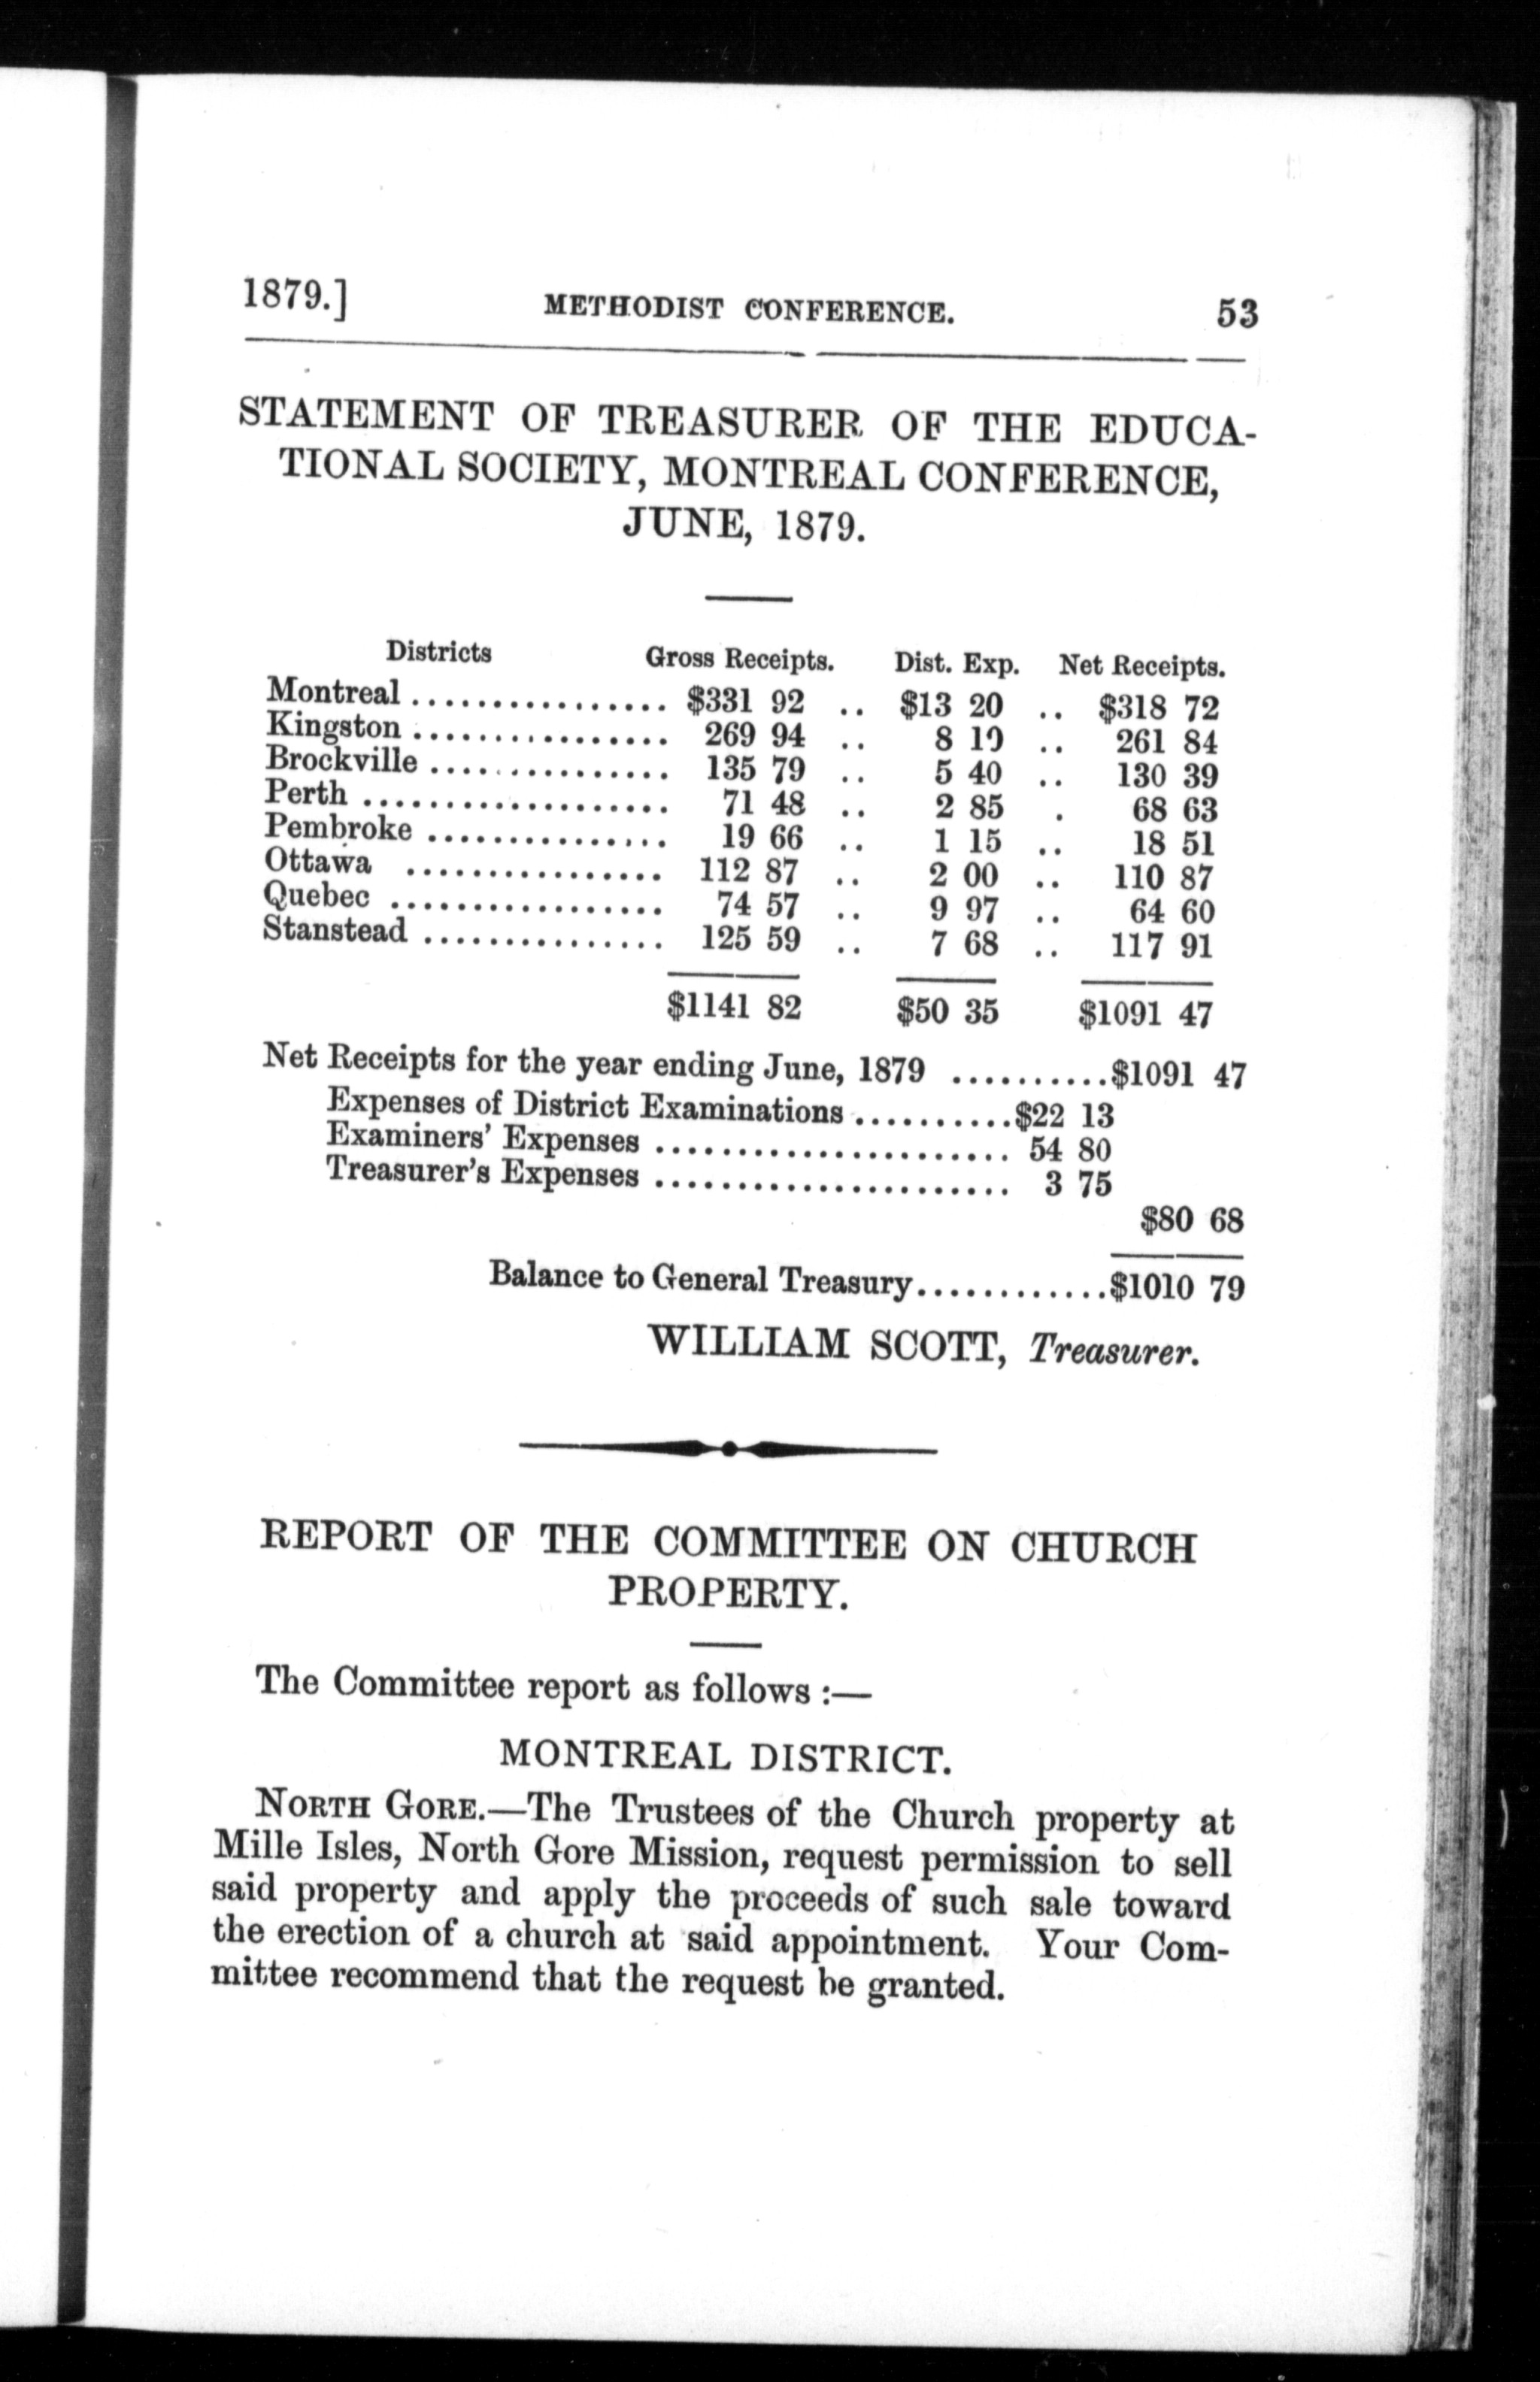 1879.] METHODIST CONFERENCE. 53
STATEMENT OF TREASURER OF THE EDUCA-
TIONAL SOCIETY, MONTREAL CONFERENCE,
JUNE, 1879.
Districts Gross Receipts. Dist. Exp. Net Receipts.
Montreal ................ $331 92 .. $13 20 .. $318 72
Kingston ................ 269 94 .. 8 10 .. 261 84
Brockville ............... 135 79 .. 5 40 .. 130 39
Perth ................... 71 48 .. 2 85 . 68 63
Pembroke ............... 19 66 .. 1 15 .. 18 51
Ottawa ................ 112 87 .. 2 00 .. 110 87
Quebec ................. 74 57 .. 9 97 .. 64 60
Stanstead ............... 125 59 .. 7 68 .. 117 91
$1141 82 $50 35 $1091 47
Net Receipts for the year ending June, 1879 ..........$1091 47
Expenses of District Examinations ..........$22 13
Examiners' Expenses ...................... 54 80
Treasurer's Expenses ...................... 3 75
$80 68
Balance to General Treasury............$1010 79
WILLIAM SCOTT, Treasurer.
REPORT OF THE COMMITTEE ON CHURCH
PROPERTY.
The Committee report as follows :—
MONTREAL DISTRICT.
NORTH GORE.—The Trustees of the Church property at
Mille Isles, North Gore Mission, request permission to sell
said property and apply the proceeds of such sale toward
the erection of a church at said appointment. Your Com-
mittee recommend that the request be granted.